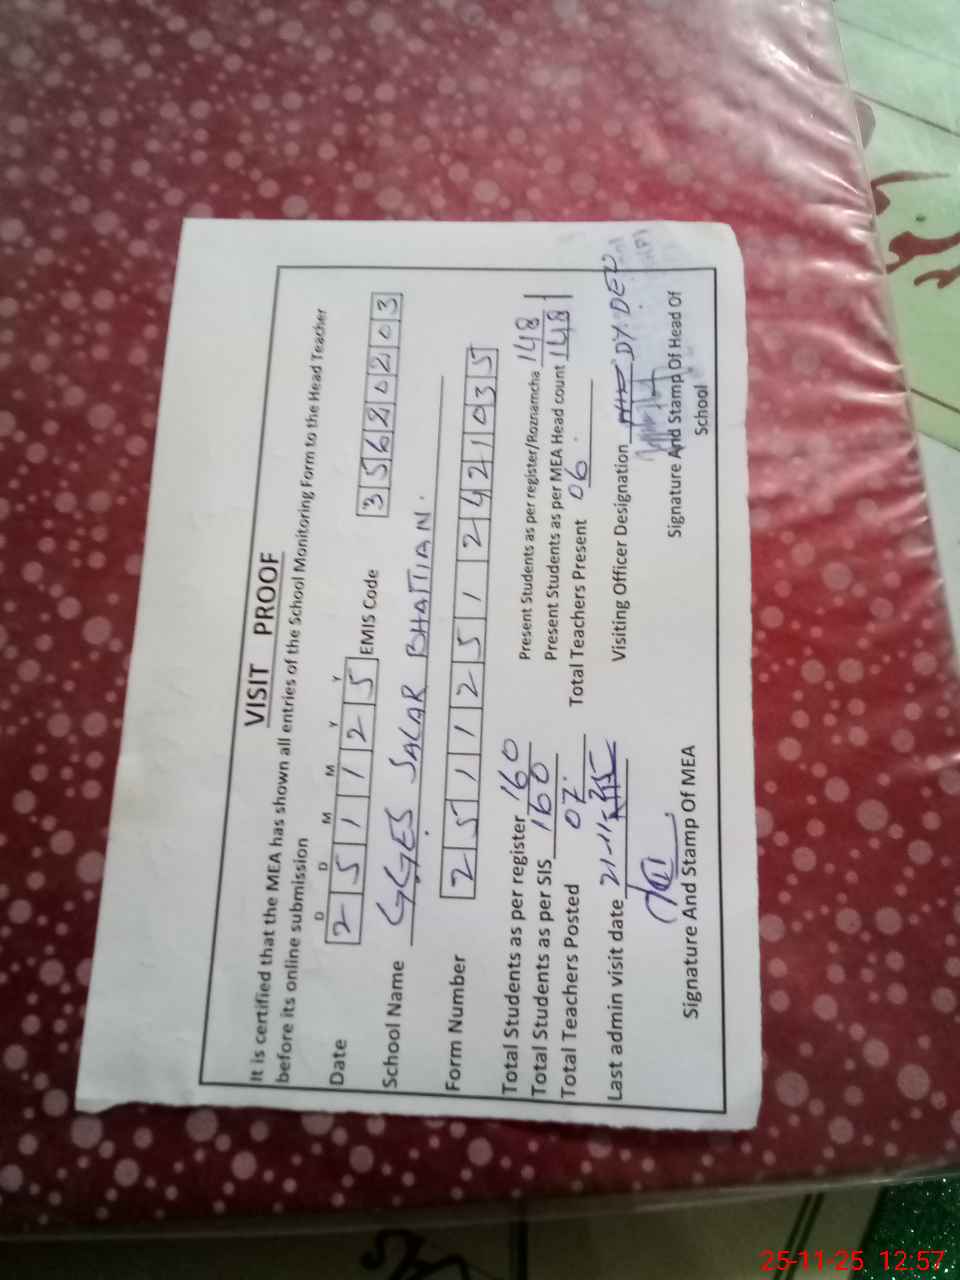 VISIT PROOF
It is certified that the MEA has shown all entries of the School Monitoring Form to the Head Teacher
before its online submission
D D M M Y Y
Date 2 5 1 1 2 5 EMIS Code 3 5 6 2 0 2 0 3
School Name GGES SALAR BHATTIAN.
Form Number 2 5 1 1 2 5 1 2 4 2 1 0 3 5
Total Students as per register 160 Present Students as per register/Roznamcha 148
Total Students as per SIS 160 Present Students as per MEA Head count 148
Total Teachers Posted 07. Total Teachers Present 06.
Last admin visit date 21-11-25 Visiting Officer Designation DY. DEO
Signature And Stamp Of MEA Signature And Stamp Of Head Of
School
25-11-25 12:57